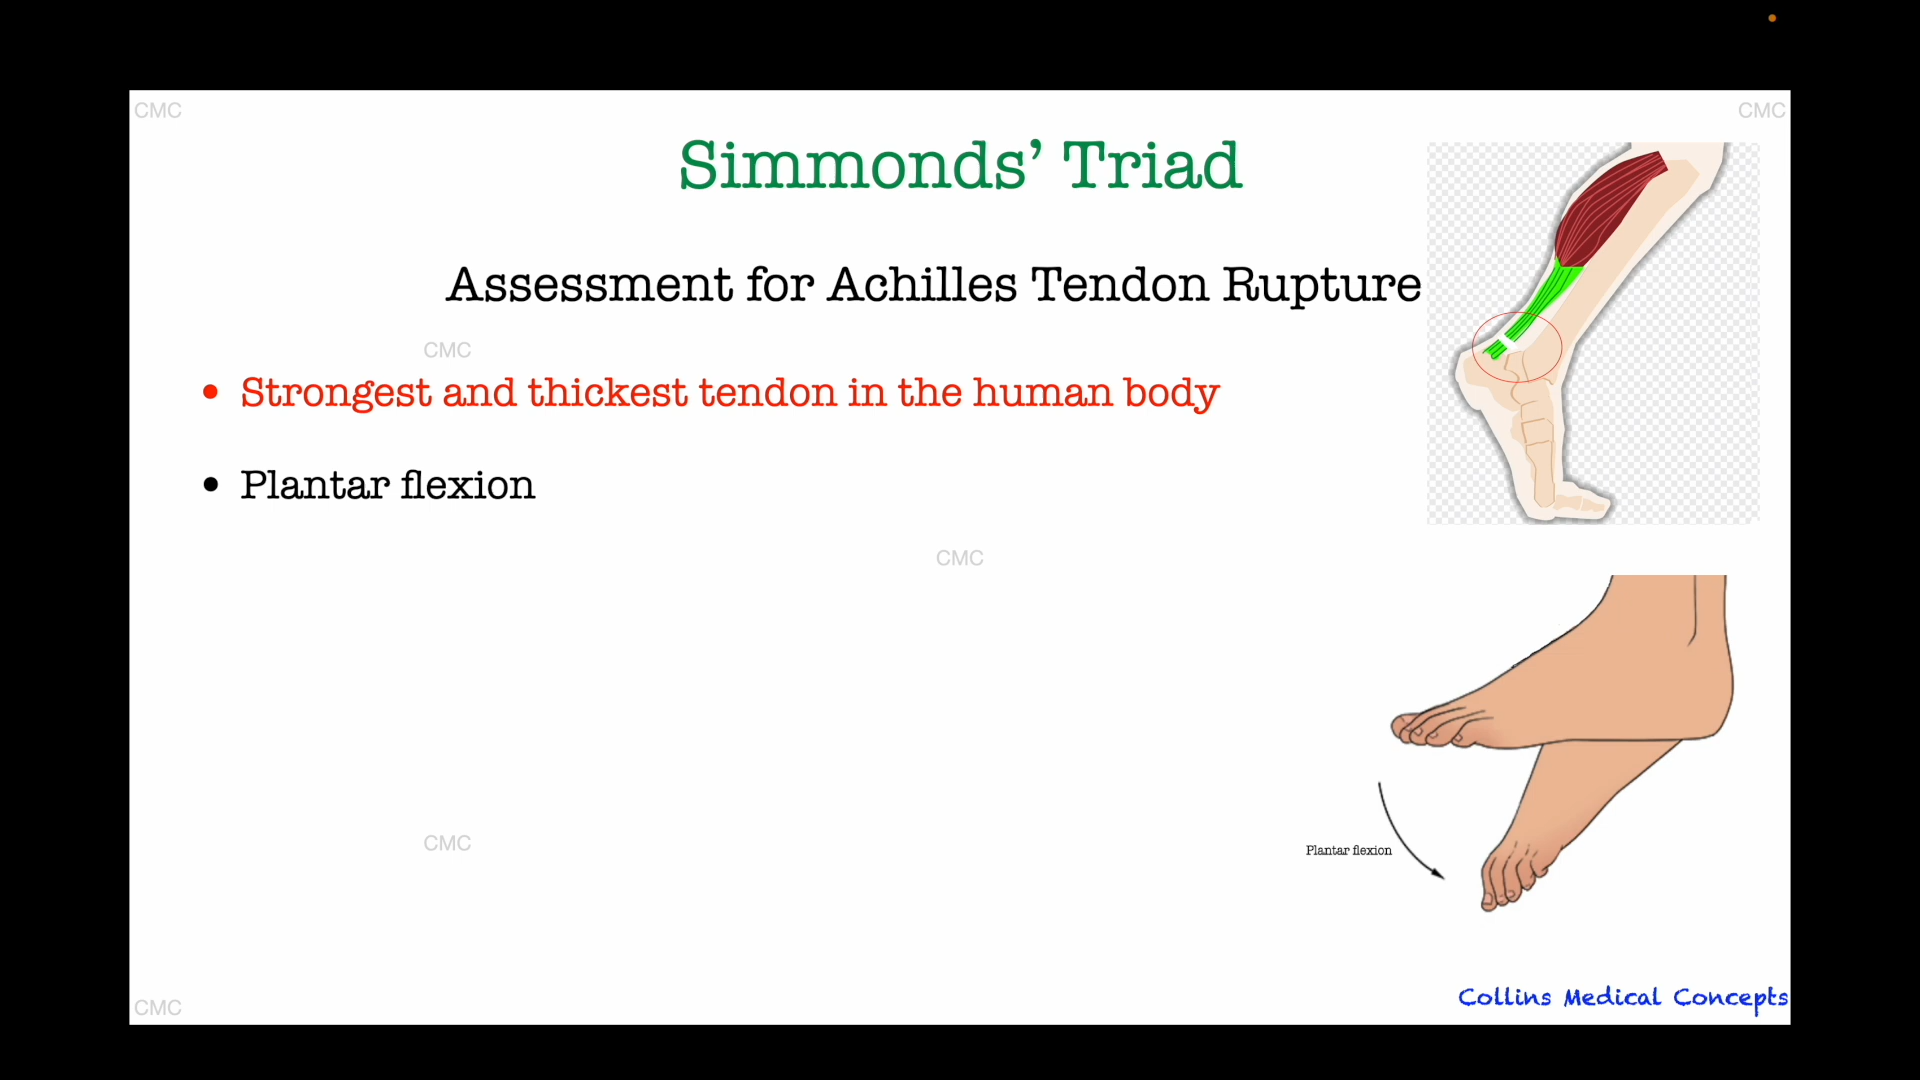 CMC
CMC
Simmonds’ Triad
Assessment for Achilles Tendon Rupture
CMC
• Strongest and thickest tendon in the human body
• Plantar flexion
CMC
CMC
Plantar flexion
Collins Medical Concepts
CMC